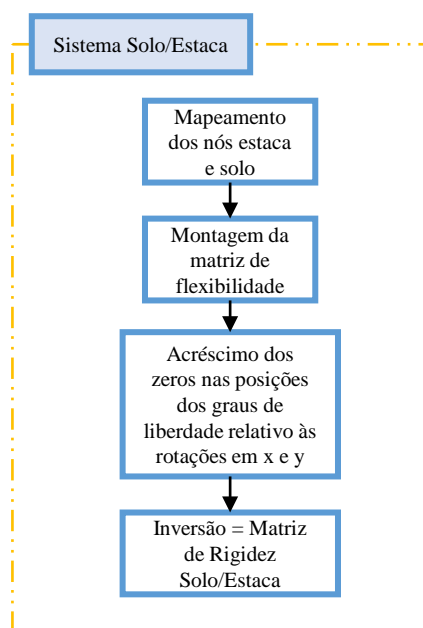 Sistema Solo/Estaca
Mapeamento
dos nós estaca
e solo
Montagem da
matriz de
flexibilidade
Acréscimo dos
zeros nas posições
dos graus de
liberdade relativo às
rotações em x e y
Inversão = Matriz
de Rigidez
Solo/Estaca